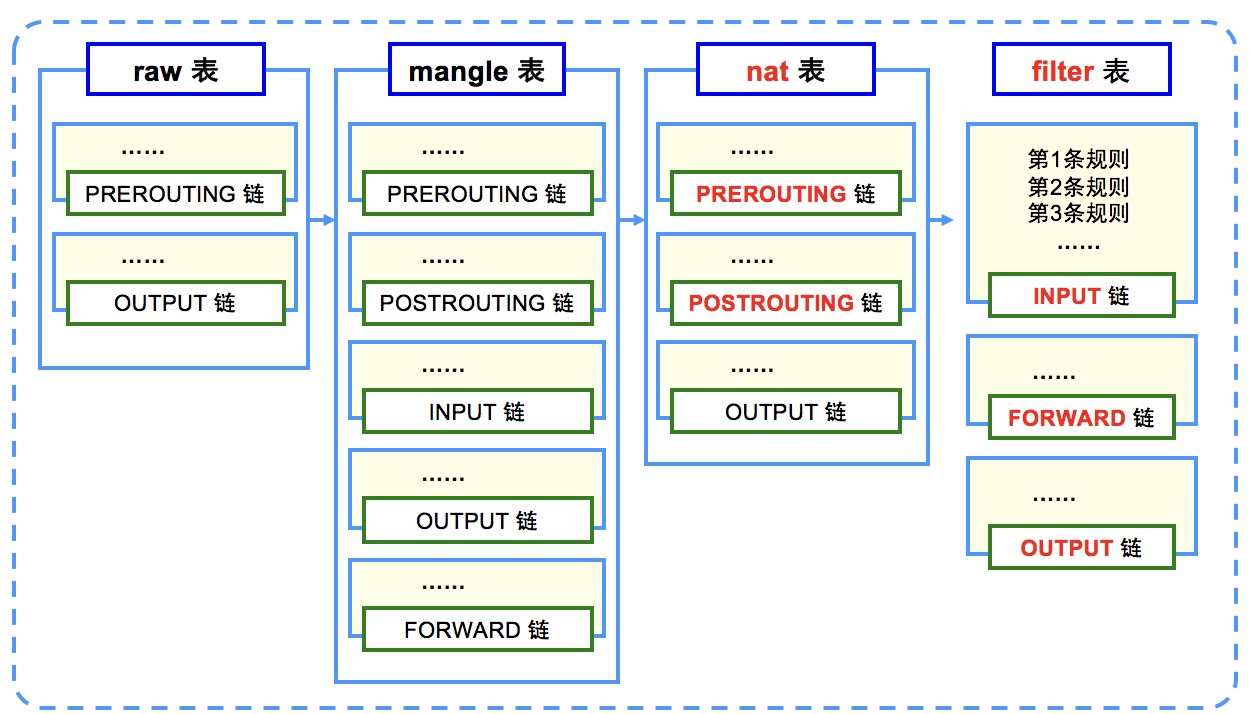 raw 表
……
PREROUTING 链
……
OUTPUT 链
mangle 表
……
PREROUTING 链
……
POSTROUTING 链
……
INPUT 链
……
OUTPUT 链
……
FORWARD 链
nat 表
……
PREROUTING 链
……
POSTROUTING 链
……
OUTPUT 链
filter 表
第1条规则
第2条规则
第3条规则
……
INPUT 链
……
FORWARD 链
……
OUTPUT 链